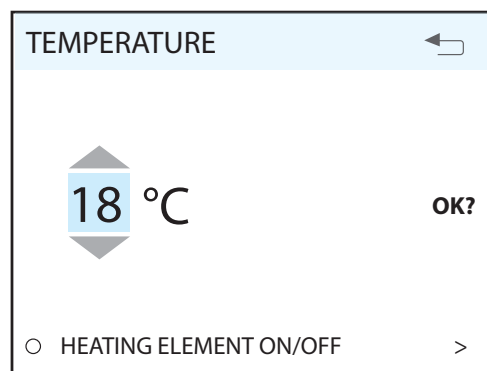 TEMPERATURE
18 °C
OK?
HEATING ELEMENT ON/OFF >